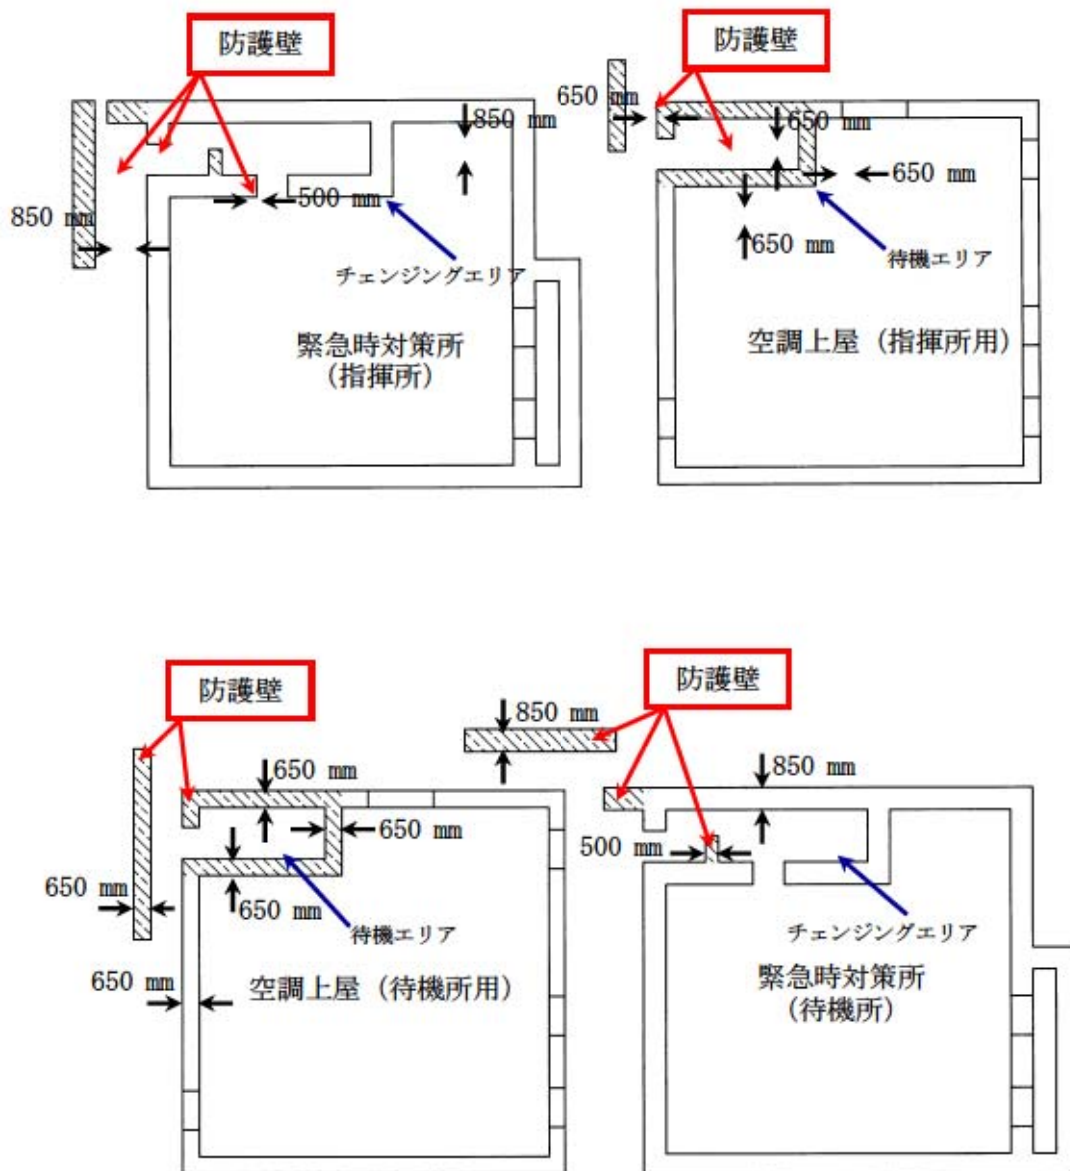 防護壁
防護壁
650 mm
850 mm
650 mm
650 mm
500 mm
850 mm
650 mm
チェンジングエリア
待機エリア
緊急時対策所
（指揮所）
空調上屋（指揮所用）
防護壁
防護壁
850 mm
650 mm
850 mm
650 mm
500 mm
650 mm
650 mm
待機エリア
チェンジングエリア
650 mm
空調上屋（待機所用）
緊急時対策所
（待機所）